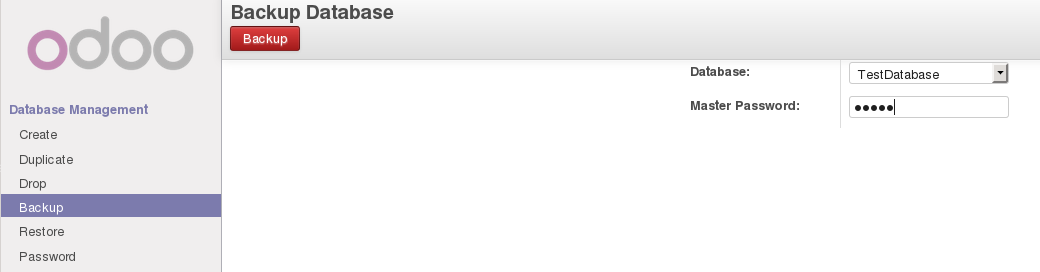 odoo
Database Management
Create
Duplicate
Drop
Backup
Restore
Password
Backup Database
Backup
Database:
TestDatabase
Master Password:
●●●●●